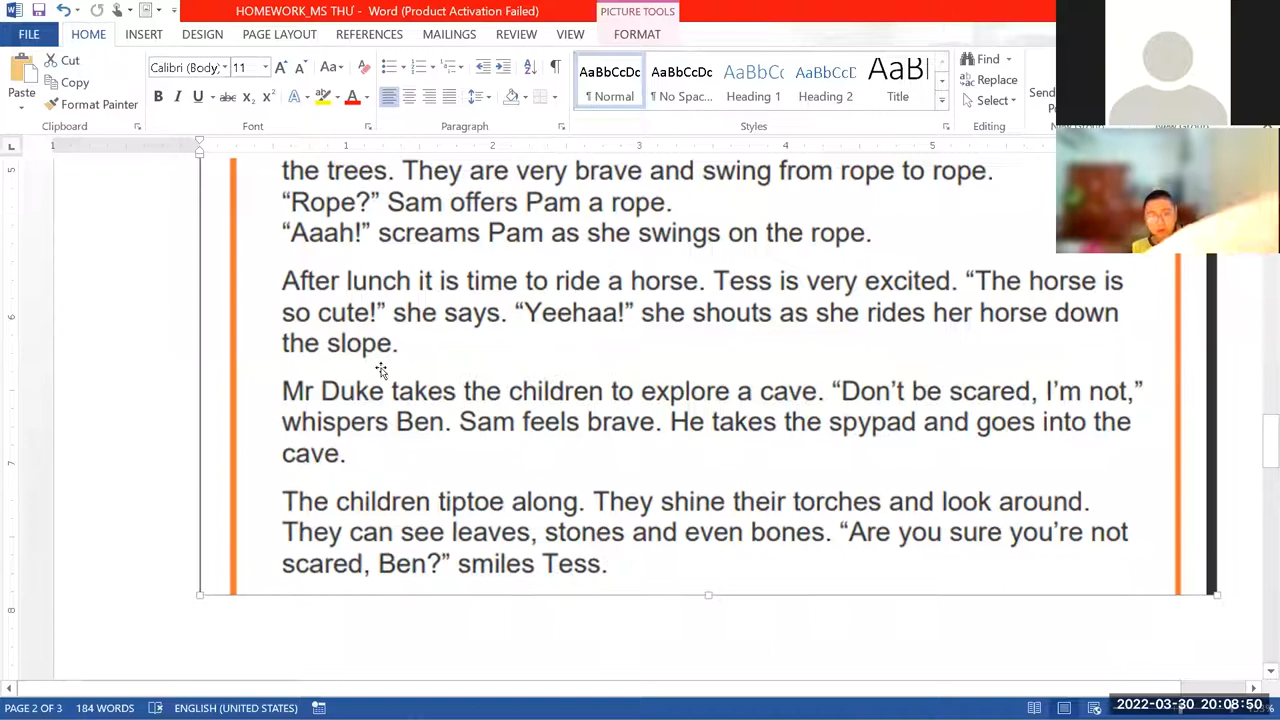 HOMEWORK_MS THU - Word (Product Activation Failed)
PICTURE TOOLS
FILE
HOME
INSERT
DESIGN
PAGE LAYOUT
REFERENCES
MAILINGS
REVIEW
VIEW
FORMAT
Paste
Cut
Copy
Format Painter
Clipboard
Calibri (Body)
11
Font
Paragraph
AaBbCcDc
¶ Normal
AaBbCcDc
¶ No Spac...
AaBbCc
Heading 1
AaBbCcD
Heading 2
AaBbl
Title
Styles
Find
Replace
Select
Editing
Send
New Group
New Group
the trees. They are very brave and swing from rope to rope.
“Rope?” Sam offers Pam a rope.
“Aaah!” screams Pam as she swings on the rope.
After lunch it is time to ride a horse. Tess is very excited. “The horse is
so cute!” she says. “Yeehaa!” she shouts as she rides her horse down
the slope.
Mr Duke takes the children to explore a cave. “Don’t be scared, I’m not,”
whispers Ben. Sam feels brave. He takes the spypad and goes into the
cave.
The children tiptoe along. They shine their torches and look around.
They can see leaves, stones and even bones. “Are you sure you’re not
scared, Ben?” smiles Tess.
PAGE 2 OF 3
184 WORDS
ENGLISH (UNITED STATES)
2022-03-30 20:08:50